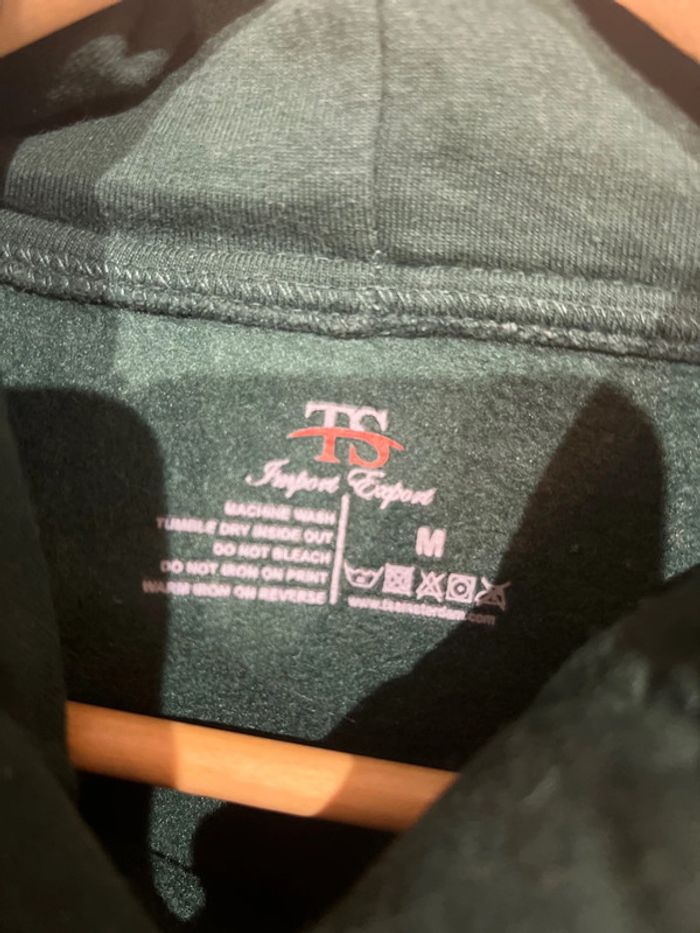 TS
Import Export
MACHINE WASH
TUMBLE DRY INSIDE OUT
DO NOT BLEACH
DO NOT IRON ON PRINT
WARM IRON ON REVERSE
M